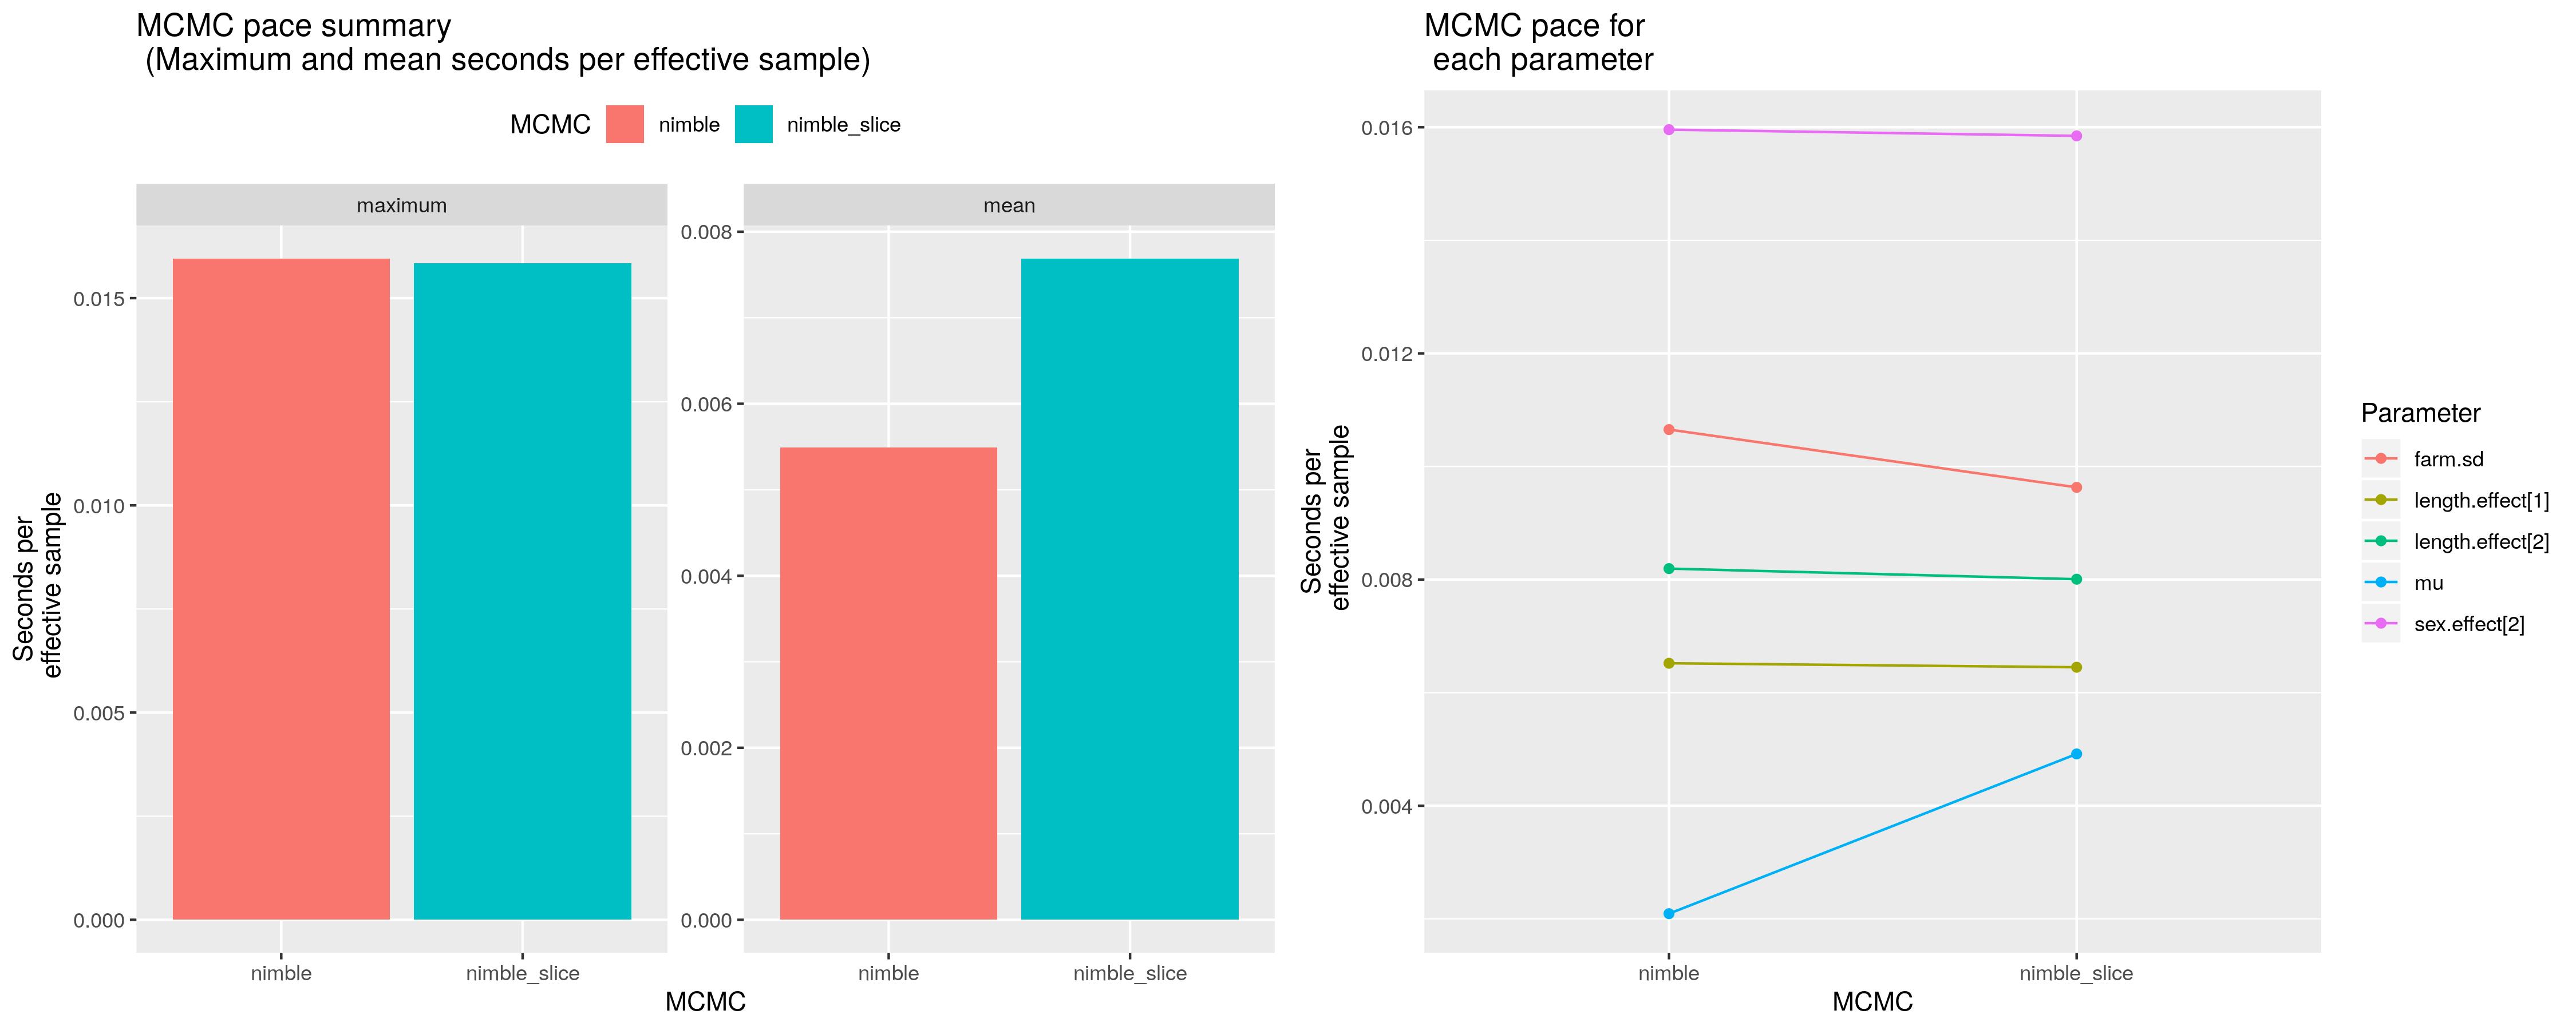 MCMC pace summary
(Maximum and mean seconds per effective sample)
MCMC nimble nimble_slice
maximum
mean
Seconds per
effective sample
0.015
0.010
0.005
0.000
0.008
0.006
0.004
0.002
0.000
nimble
nimble_slice
nimble
nimble_slice
MCMC
MCMC pace for
each parameter
Seconds per
effective sample
0.016
0.012
0.008
0.004
nimble
nimble_slice
MCMC
Parameter
farm.sd
length.effect[1]
length.effect[2]
mu
sex.effect[2]